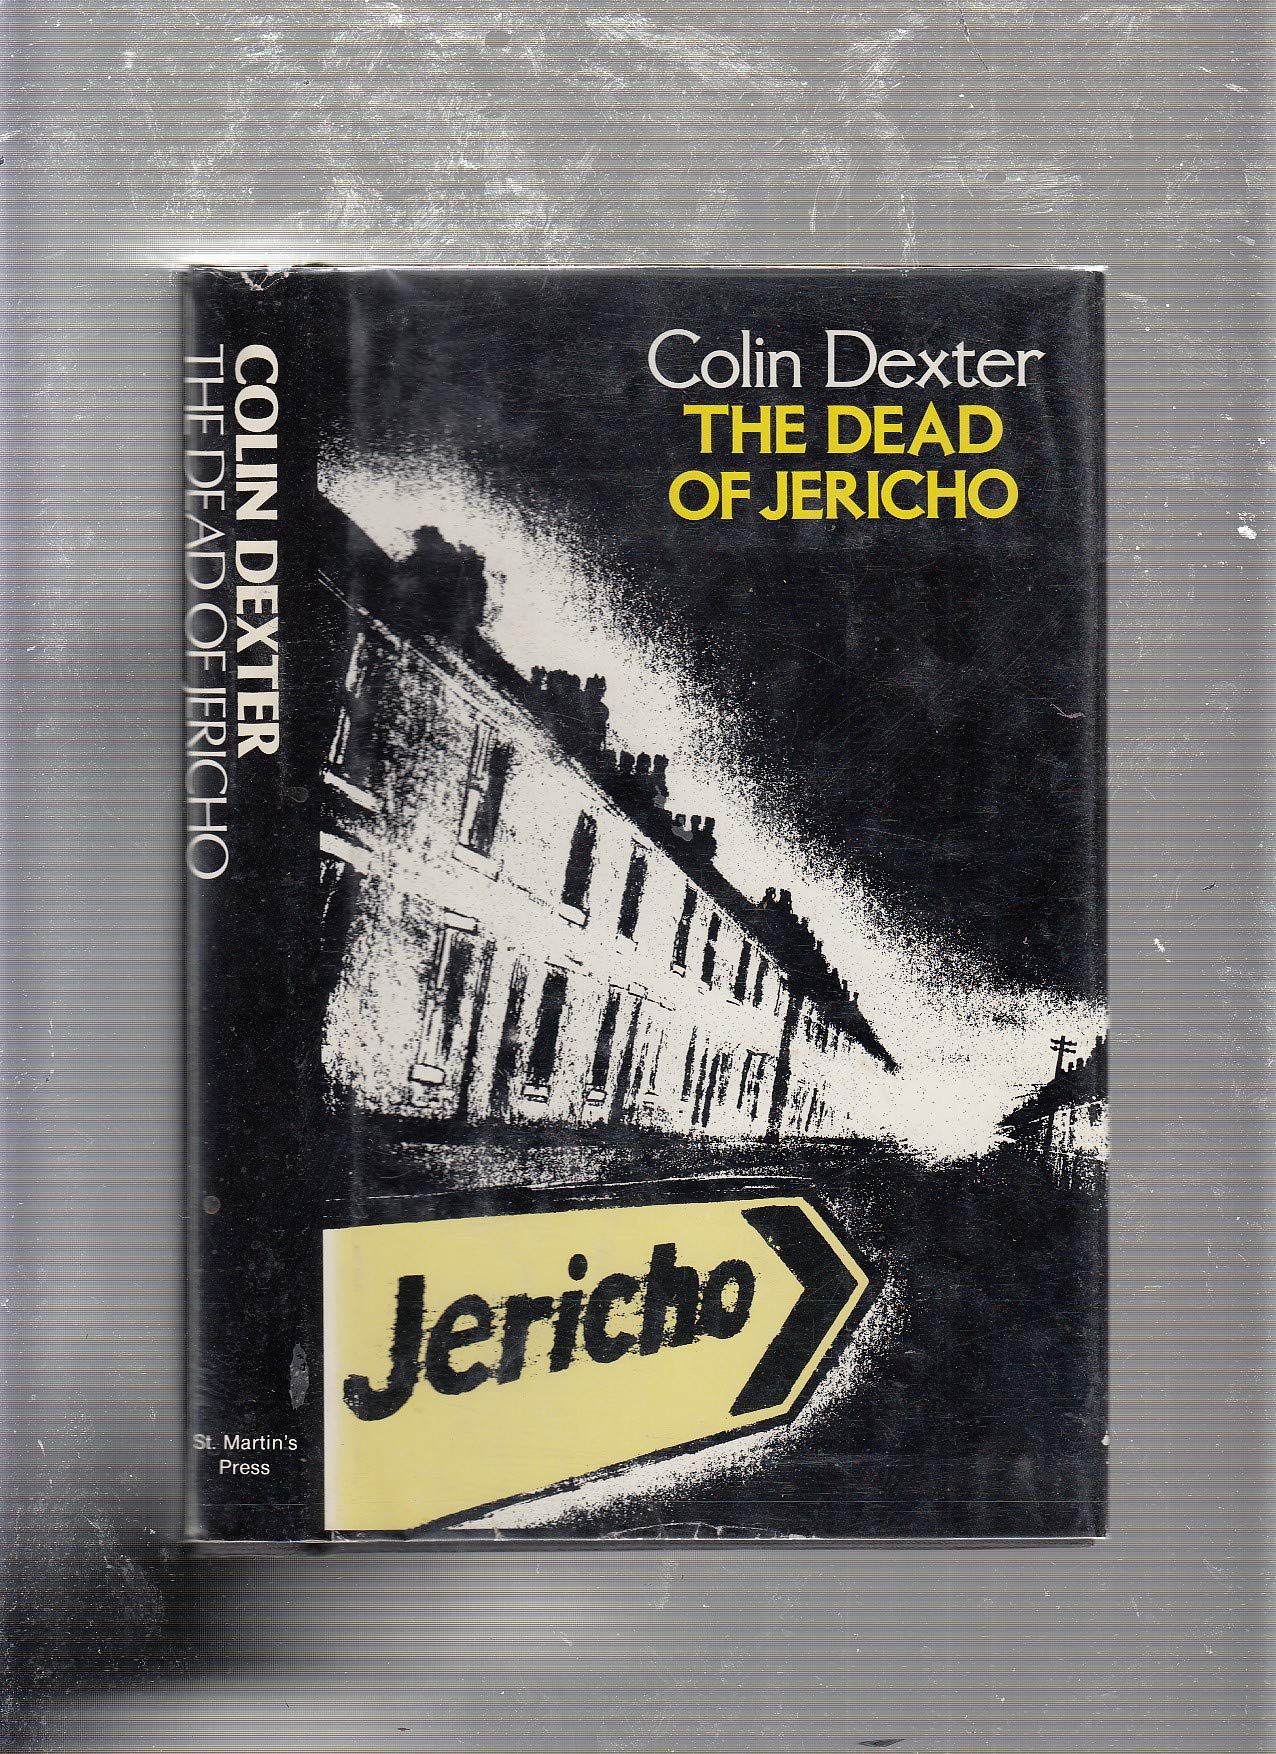 COLIN DEXTER
THE DEAD OF JERICHO
St. Martin's
Press
Colin Dexter
THE DEAD
OF JERICHO
Jericho